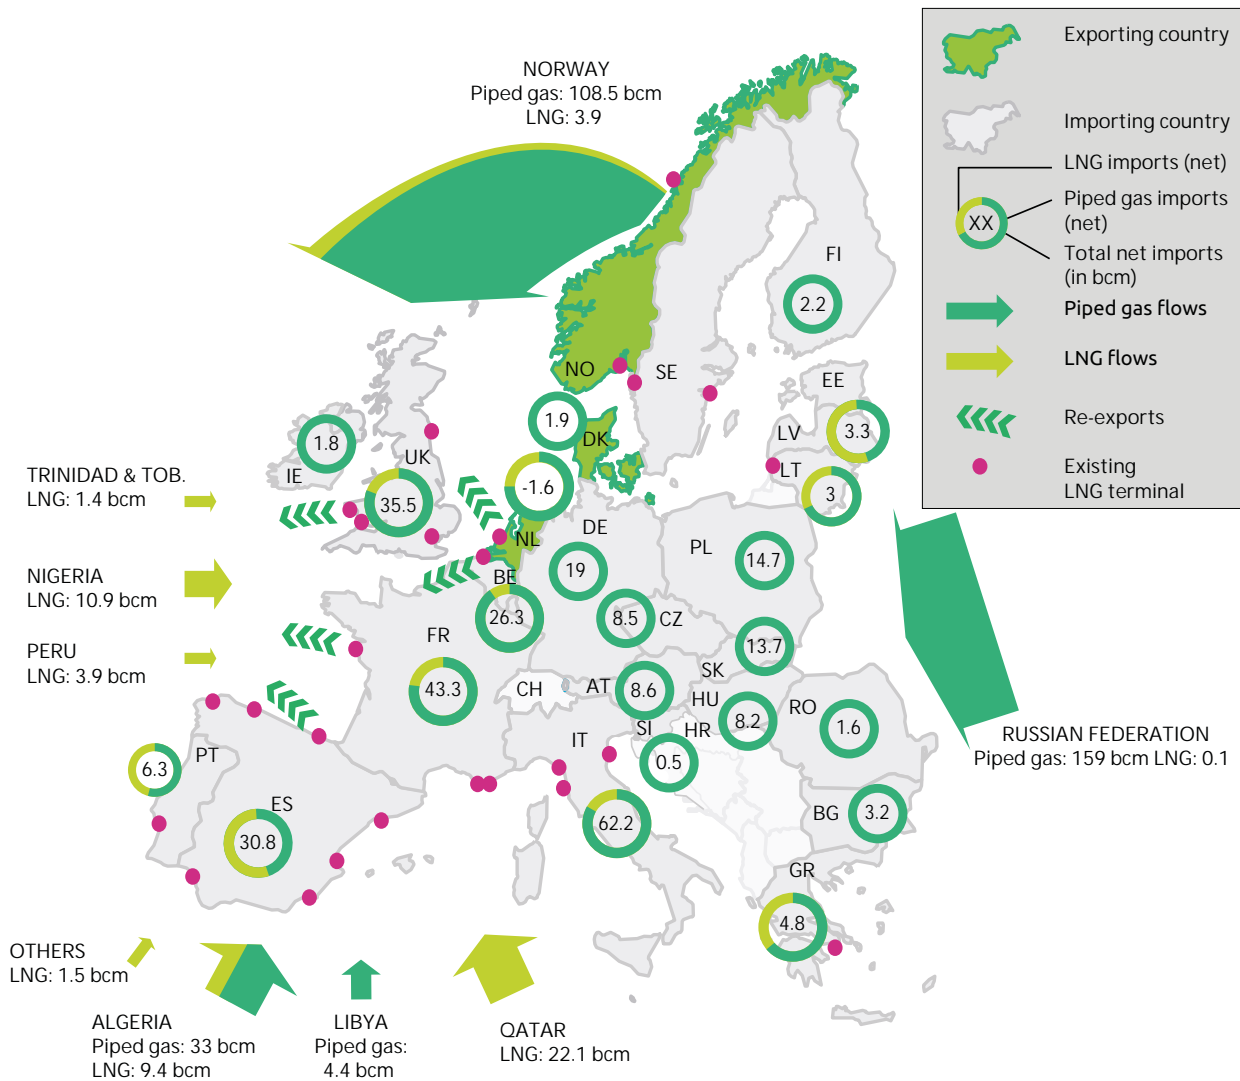 NORWAY
Piped gas: 108.5 bcm
LNG: 3.9
Exporting country
Importing country
LNG imports (net)
Piped gas imports
(net)
XX
Total net imports
(in bcm)
Piped gas flows
LNG flows
Re-exports
Existing
LNG terminal
FI
2.2
NO
SE
EE
1.9
DK
LV
3.3
LT
3
1.8
IE
UK
35.5
-1.6
NL
DE
19
PL
14.7
BE
26.3
8.5
CZ
13.7
SK
FR
43.3
CH
AT
8.6
HU
8.2
RO
1.6
SI
HR
0.5
IT
62.2
BG
3.2
GR
4.8
PT
6.3
ES
30.8
TRINIDAD & TOB.
LNG: 1.4 bcm
NIGERIA
LNG: 10.9 bcm
PERU
LNG: 3.9 bcm
RUSSIAN FEDERATION
Piped gas: 159 bcm LNG: 0.1
OTHERS
LNG: 1.5 bcm
ALGERIA
Piped gas: 33 bcm
LNG: 9.4 bcm
LIBYA
Piped gas:
4.4 bcm
QATAR
LNG: 22.1 bcm